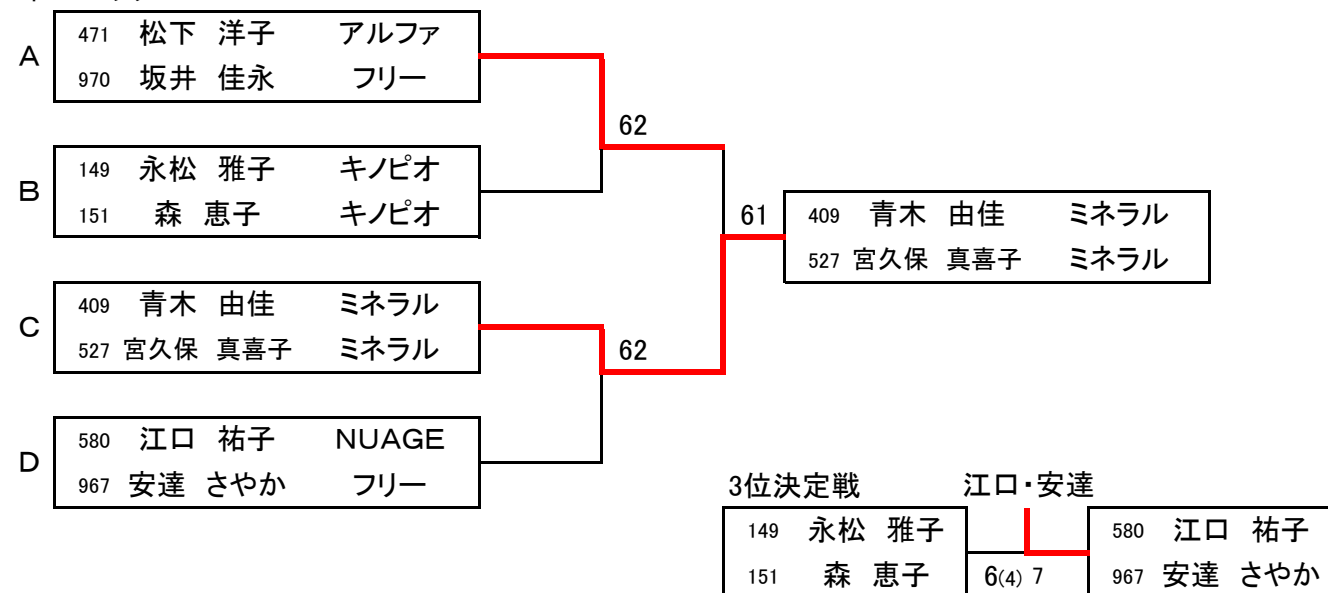 A
471 松下 洋子 アルファ
970 坂井 佳永 フリー
62
B
149 永松 雅子 キノピオ
151 森 恵子 キノピオ
61
409 青木 由佳 ミネラル
527 宮久保 真喜子 ミネラル
C
409 青木 由佳 ミネラル
527 宮久保 真喜子 ミネラル
62
D
580 江口 祐子 NUAGE
967 安達 さやか フリー
3位決定戦 江口・安達
149 永松 雅子 580 江口 祐子
151 森 恵子 6(4) 7 967 安達 さやか